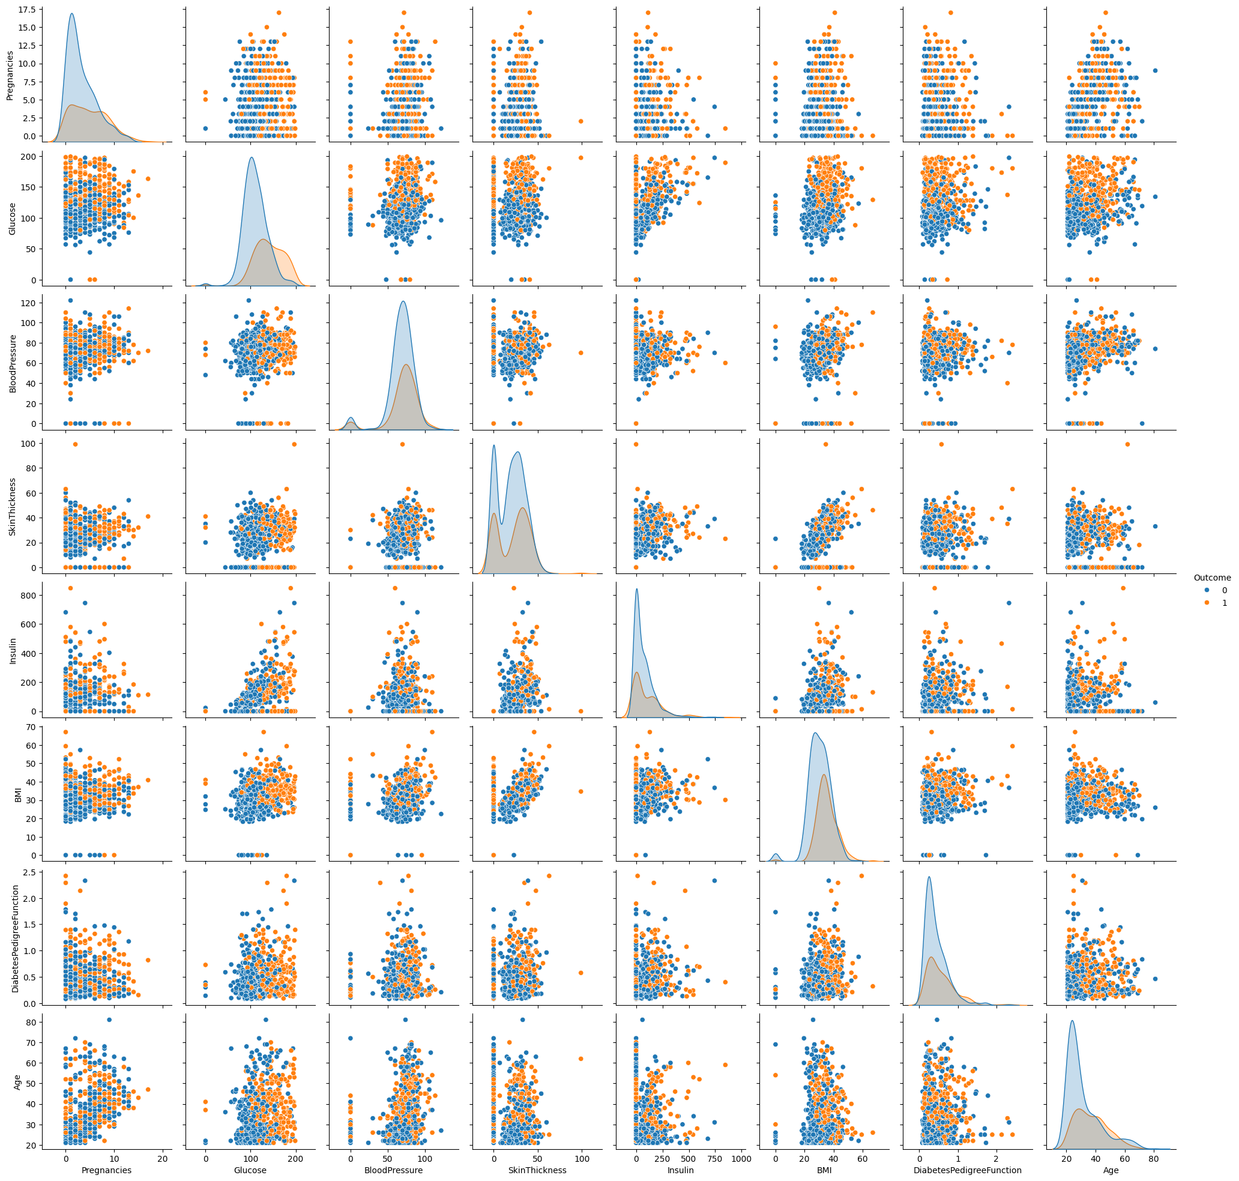 Pregnancies
17.5
15.0
12.5
10.0
7.5
5.0
2.5
0.0
Glucose
200
150
100
50
0
BloodPressure
120
100
80
60
40
20
0
SkinThickness
100
80
60
40
20
0
Insulin
800
600
400
200
0
BMI
70
60
50
40
30
20
10
0
DiabetesPedigreeFunction
2.5
2.0
1.5
1.0
0.5
0.0
Age
80
70
60
50
40
30
20
0 10 20
Pregnancies
0 100 200
Glucose
0 50 100
BloodPressure
0 50 100
SkinThickness
0 250 500 750 1000
Insulin
0 20 40 60
BMI
0 1 2
DiabetesPedigreeFunction
20 40 60 80
Age
Outcome
0
1